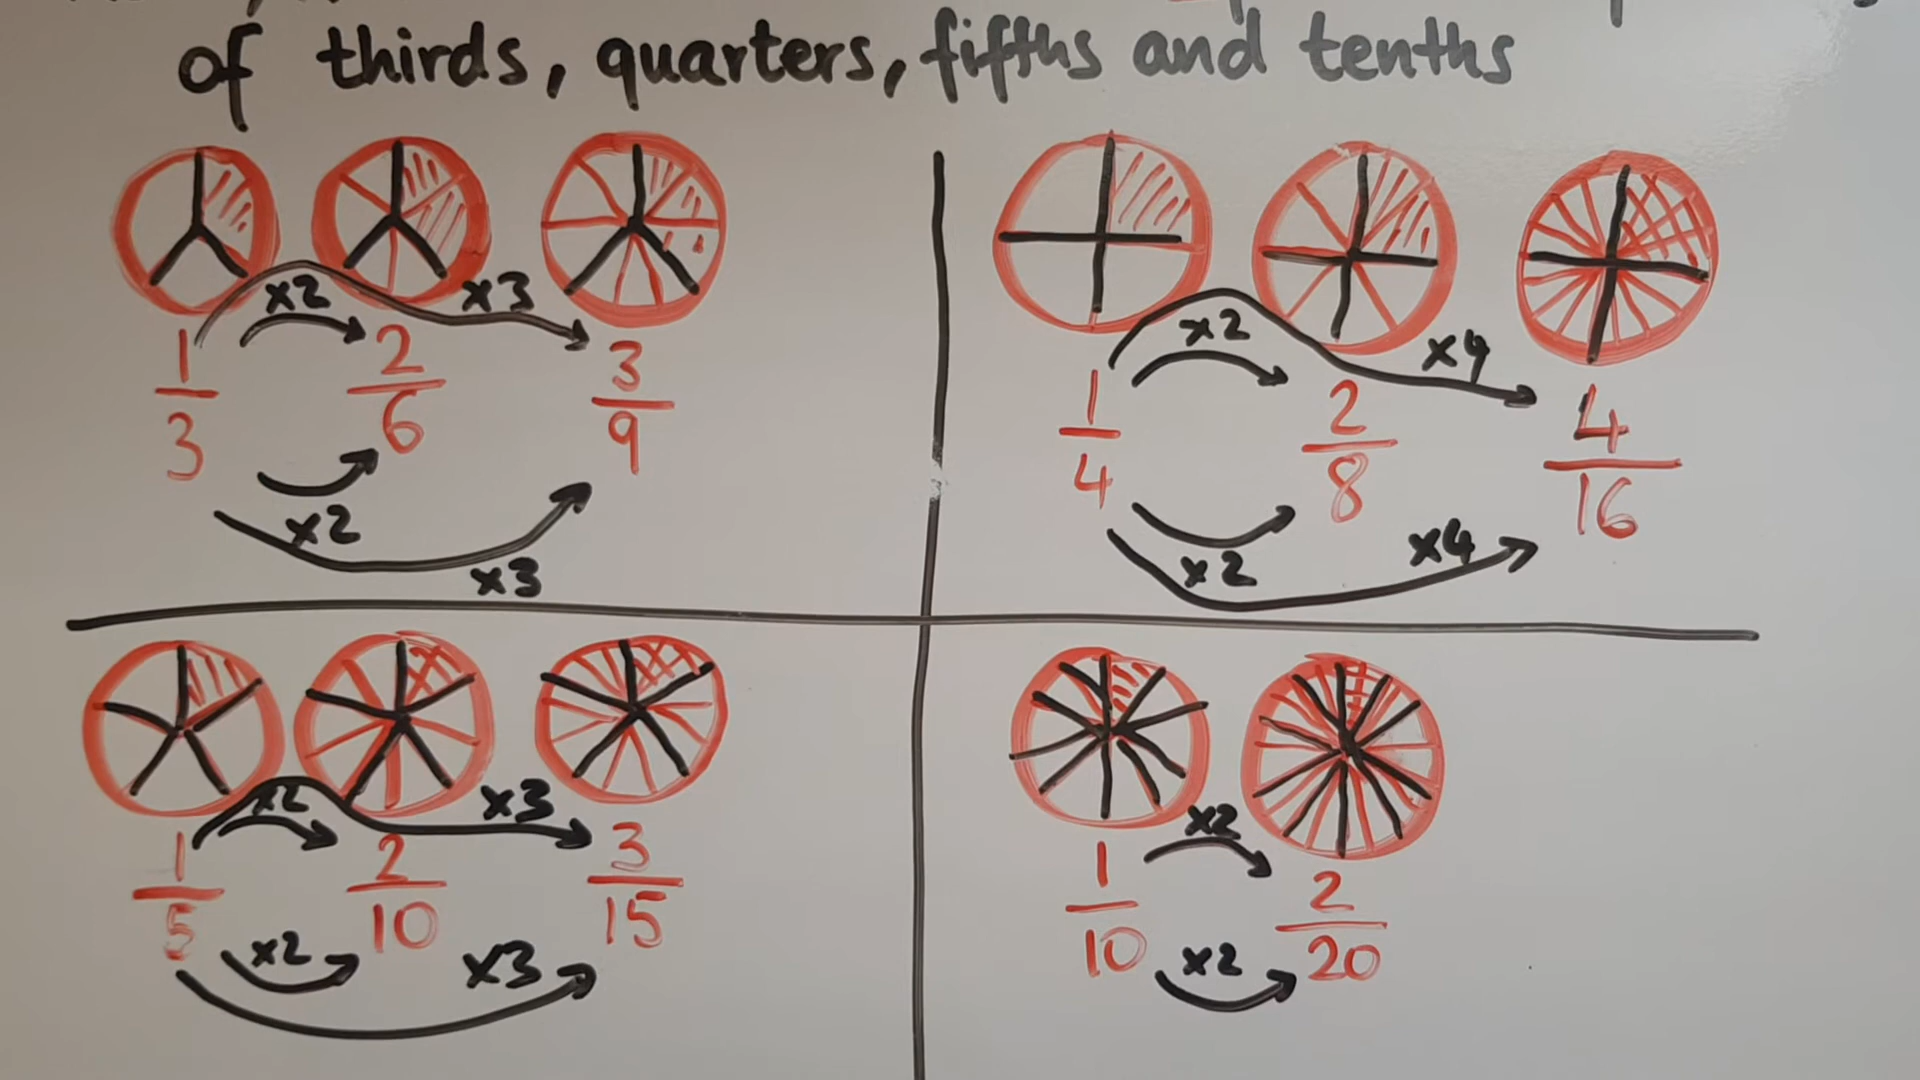 of thirds, quarters, fifths and tenths
x2 x3
1/3 2/6 3/9
x2
x3
x2 x4
1/4 2/8 4/16
x2 x4
x2 x3
1/5 2/10 3/15
x2 x3
x2
1/10 2/20
x2